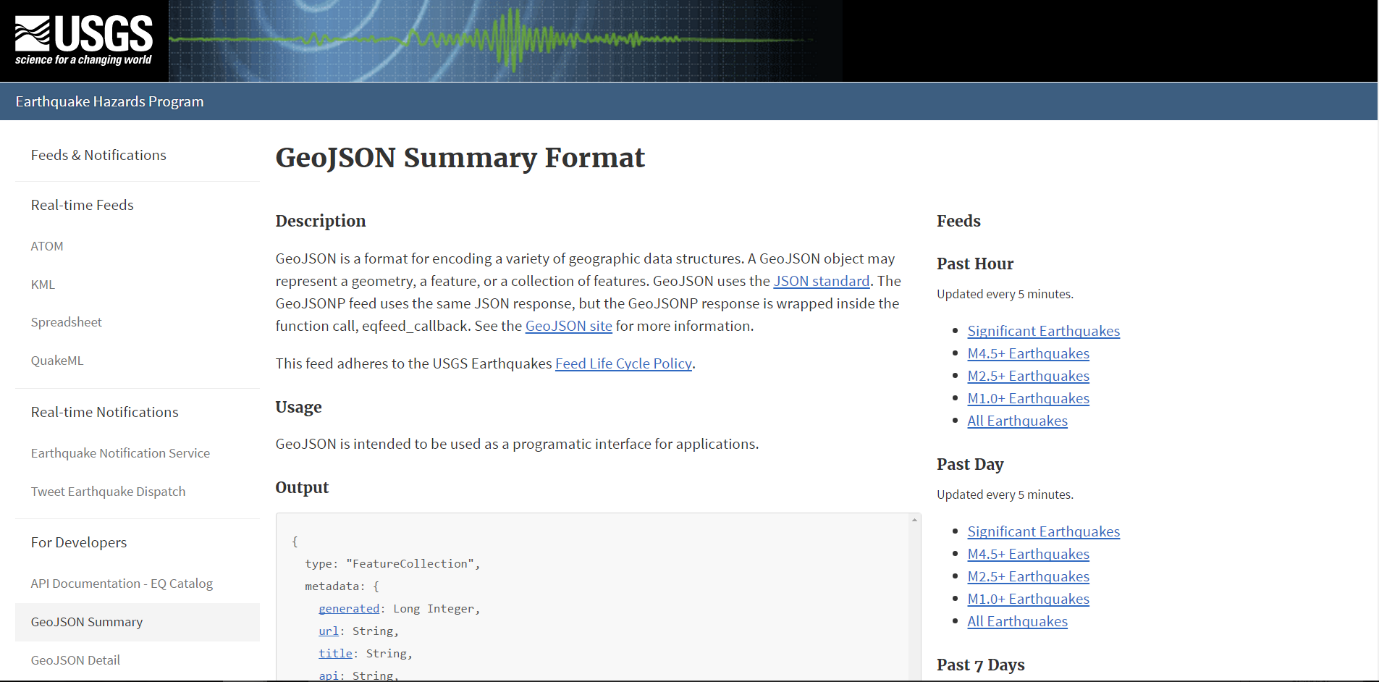 USGS
science for a changing world
Earthquake Hazards Program
Feeds & Notifications
Real-time Feeds
ATOM
KML
Spreadsheet
QuakeML
Real-time Notifications
Earthquake Notification Service
Tweet Earthquake Dispatch
For Developers
API Documentation - EQ Catalog
GeoJSON Summary
GeoJSON Detail
GeoJSON Summary Format
Description
GeoJSON is a format for encoding a variety of geographic data structures. A GeoJSON object may
represent a geometry, a feature, or a collection of features. GeoJSON uses the JSON standard. The
GeoJSONP feed uses the same JSON response, but the GeoJSONP response is wrapped inside the
function call, eqfeed_callback. See the GeoJSON site for more information.
This feed adheres to the USGS Earthquakes Feed Life Cycle Policy.
Usage
GeoJSON is intended to be used as a programatic interface for applications.
Output
{
type: "FeatureCollection",
metadata: {
generated: Long Integer,
url: String,
title: String,
api: String,
Feeds
Past Hour
Updated every 5 minutes.
Significant Earthquakes
M4.5+ Earthquakes
M2.5+ Earthquakes
M1.0+ Earthquakes
All Earthquakes
Past Day
Updated every 5 minutes.
Significant Earthquakes
M4.5+ Earthquakes
M2.5+ Earthquakes
M1.0+ Earthquakes
All Earthquakes
Past 7 Days